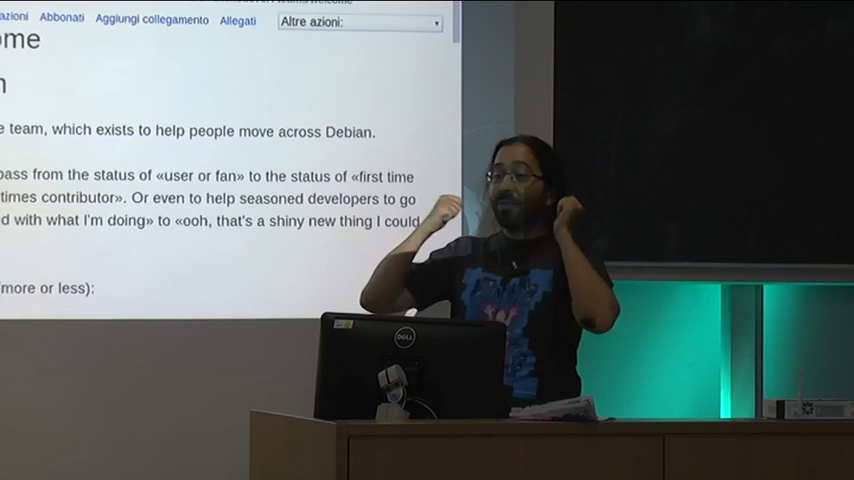 azioni Abbonati Aggiungi collegamento Allegati Altre azioni:
ome
m
e team, which exists to help people move across Debian.
pass from the status of «user or fan» to the status of «first time
times contributor». Or even to help seasoned developers to go
d with what I'm doing» to «ooh, that's a shiny new thing I could
(more or less):
DELL